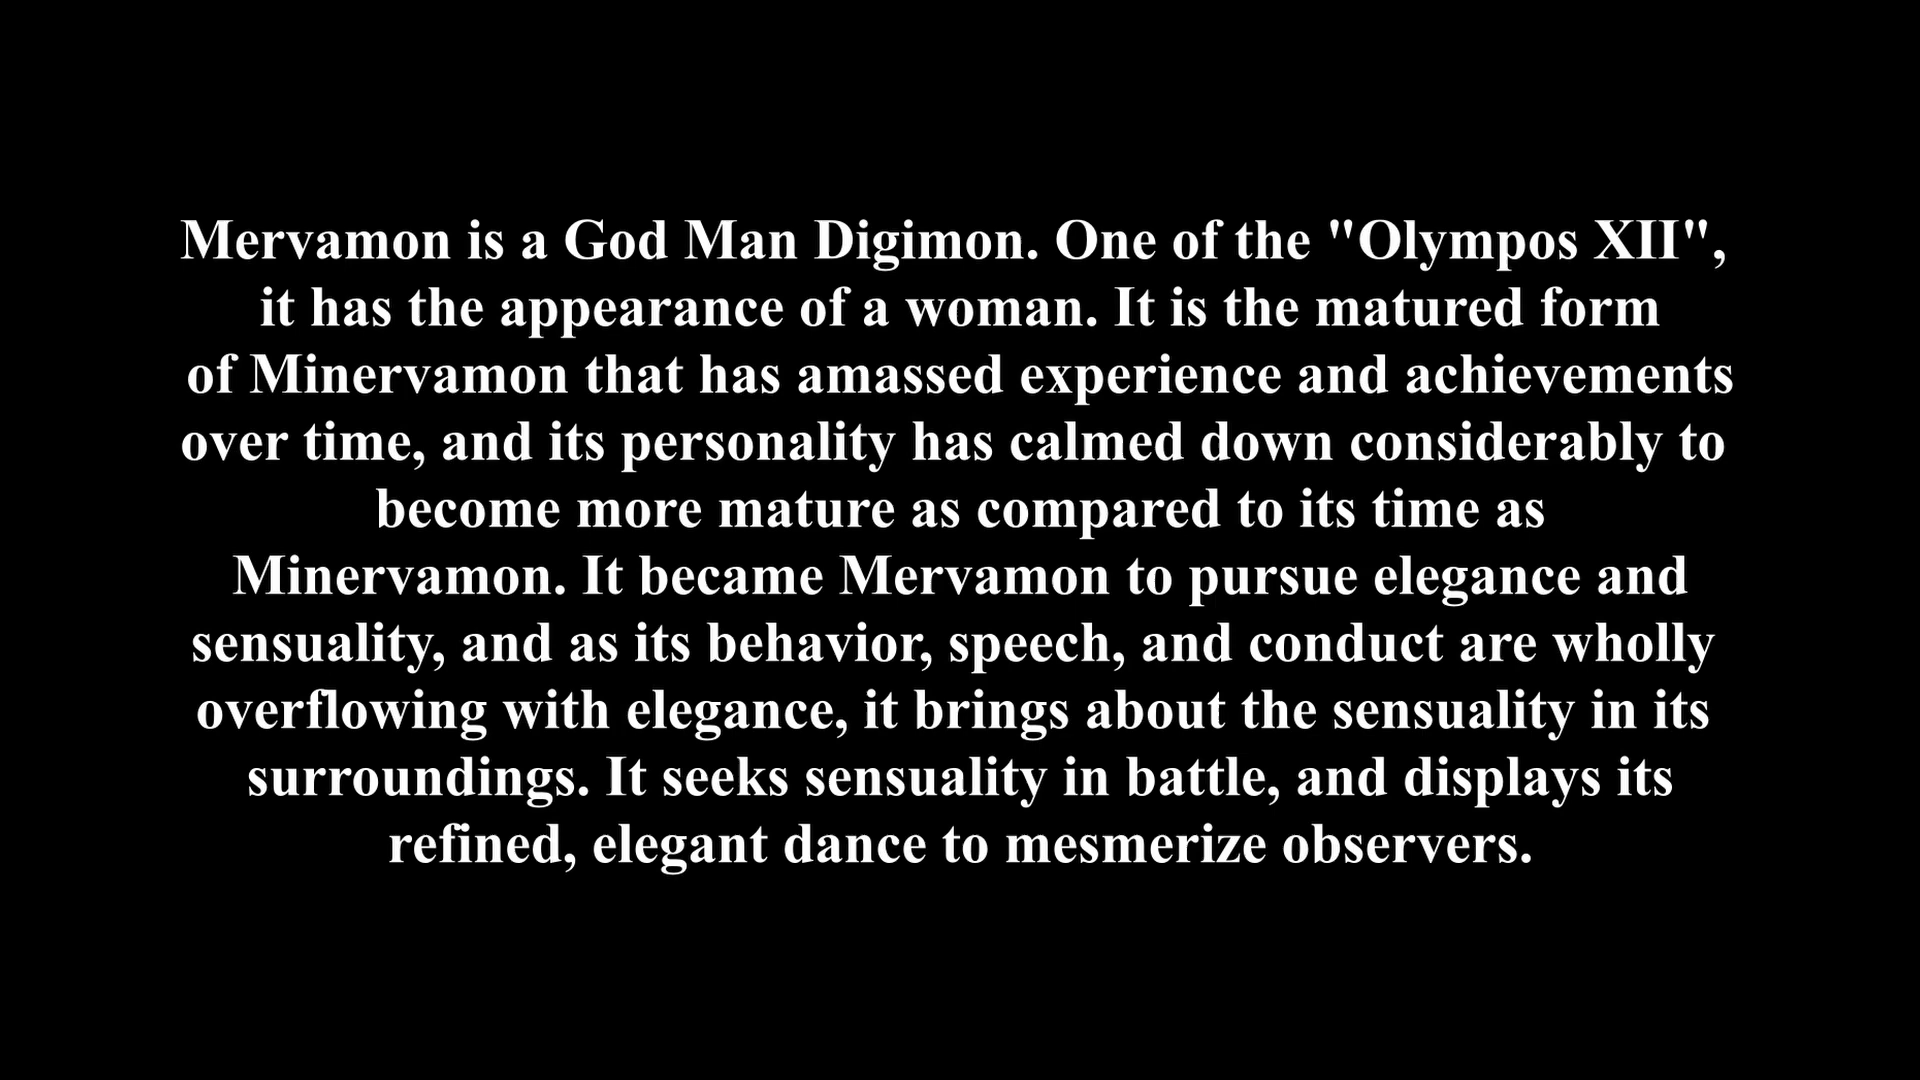 Mervamon is a God Man Digimon. One of the "Olympos XII",
it has the appearance of a woman. It is the matured form
of Minervamon that has amassed experience and achievements
over time, and its personality has calmed down considerably to
become more mature as compared to its time as
Minervamon. It became Mervamon to pursue elegance and
sensuality, and as its behavior, speech, and conduct are wholly
overflowing with elegance, it brings about the sensuality in its
surroundings. It seeks sensuality in battle, and displays its
refined, elegant dance to mesmerize observers.